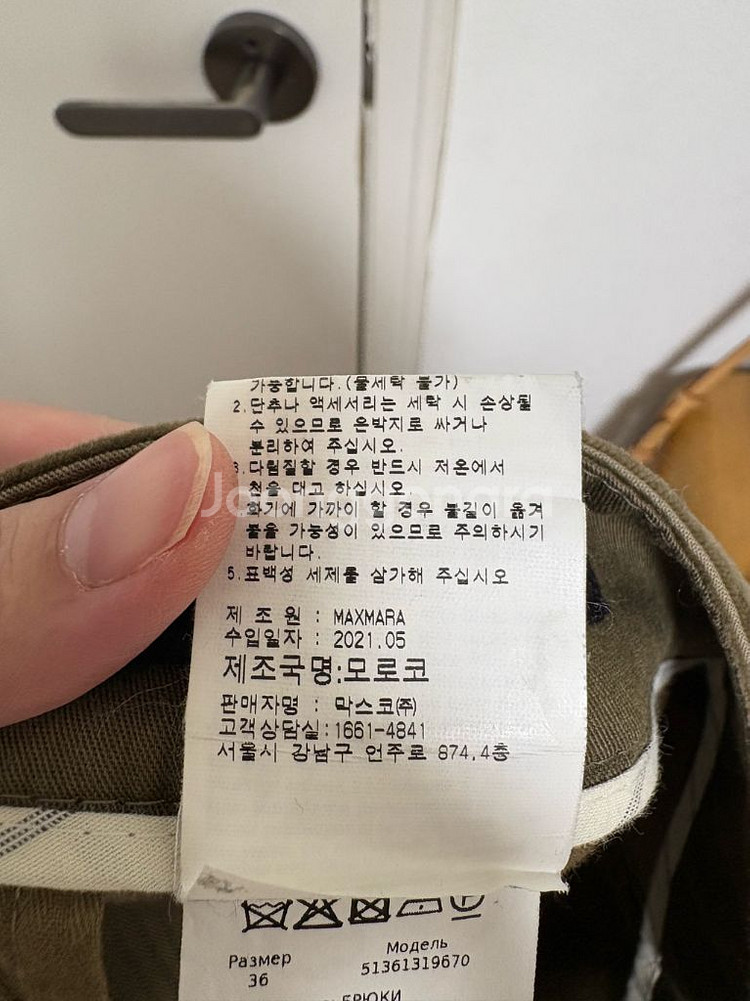 가능합니다.(물세탁 불가)
2.단추나 액세서리는 세탁 시 손상될
수 있으므로 은박지로 싸거나
분리하여 주십시오.
3.다림질할 경우 반드시 저온에서
천을 대고 하십시오.
화기에 가까이 할 경우 불길이 옮겨
붙을 가능성이 있으므로 주의하시기
바랍니다.
5.표백성 세제를 삼가해 주십시오
제 조 원 : MAXMARA
수입일자 : 2021.05
제조국명:모로코
판매자명 : 막스코(주)
고객상담실:1661-4841
서울시 강남구 언주로 874,4층
Размер
36
Модель
51361319670
БРЮКИ